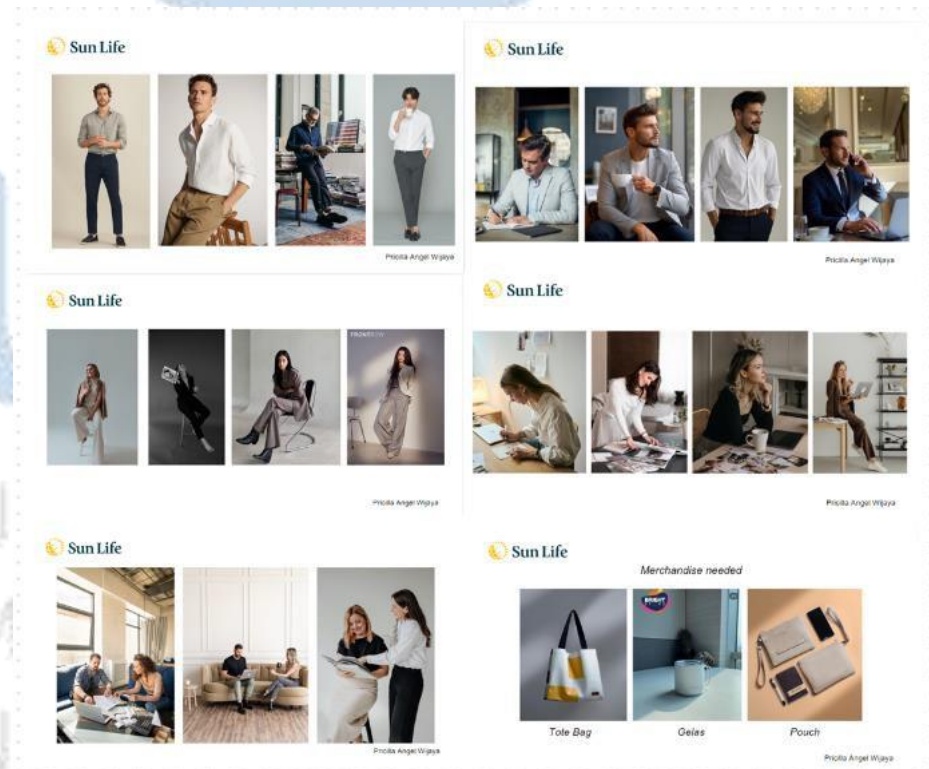 Sun Life
Pricilla Angel Wijaya
Sun Life
Pricilla Angel Wijaya
Sun Life
Pricilla Angel Wijaya
Sun Life
Pricilla Angel Wijaya
Sun Life
Pricilla Angel Wijaya
Sun Life
Merchandise needed
BRIGHT
Tote Bag
Gelas
Pouch
Pricilla Angel Wijaya